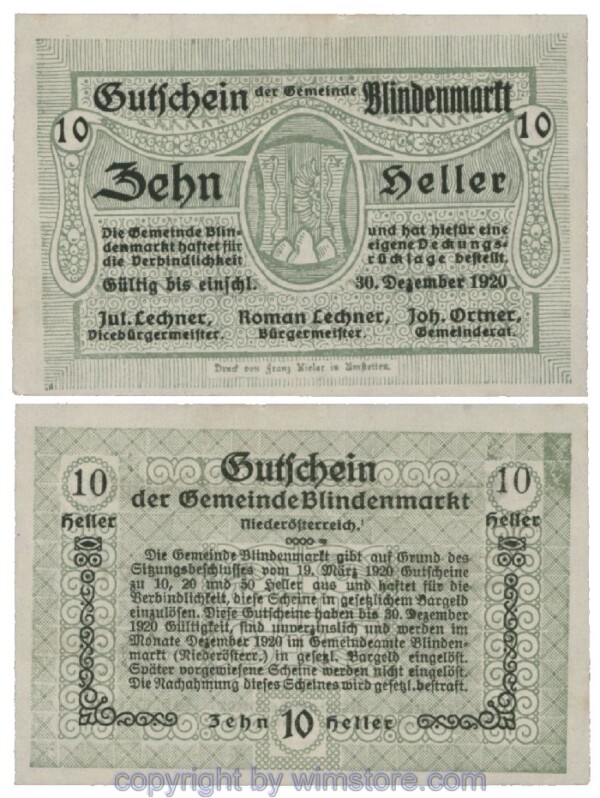 Gutschein der Gemeinde Blindenmarkt
10 10
Zehn Heller
Die Gemeinde Blin-
denmarkt haftet für
die Verbindlichkeit
und hat hiefür eine
eigene Deckungs-
rücklage bestellt.
Gültig bis einschl. 30. Dezember 1920
Jul. Lechner, Roman Lechner, Joh. Ortner,
Vicebürgermeister. Bürgermeister. Gemeinderat.
Druck von Franz in Amstetten.
Gutschein
der Gemeinde Blindenmarkt
Niederösterreich.
10 Heller
10 Heller
Die Gemeinde Blindenmarkt gibt auf Grund des
Sitzungsbeschlusses vom 19. März 1920 Gutscheine
zu 10, 20 und 50 Heller aus und haftet für die
Verbindlichkeit, diese Scheine in gesetzlichem Bargeld
einzulösen. Diese Gutscheine haben bis 30. Dezember
1920 Gültigkeit, sind unverzinslich und werden im
Monate Dezember 1920 im Gemeindeamte Blinden-
markt (Niederösterr.) in gesetzl. Bargeld eingelöst.
Später vorgewiesene Scheine werden nicht eingelöst.
Die Nachahmung dieses Scheines wird gesetzl. bestraft.
Zehn 10 Heller
copyright by wimstore.com